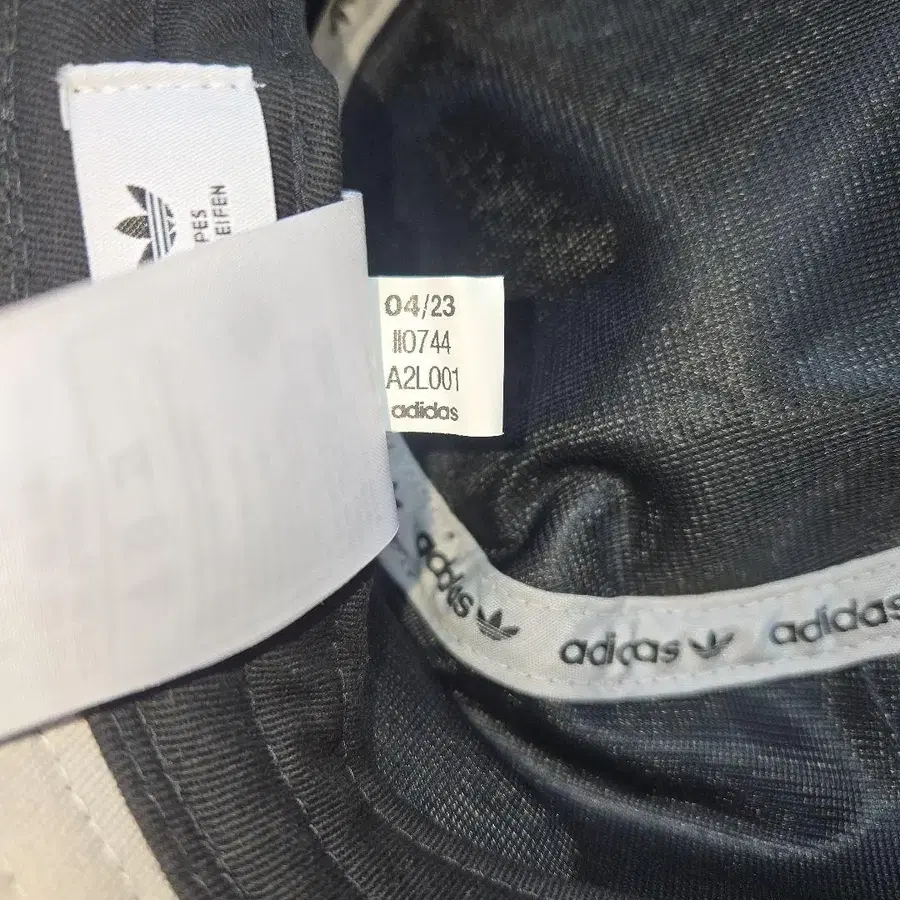 PES
EIFEN
04/23
II0744
A2L001
adidas
adidas
adidas
adidas